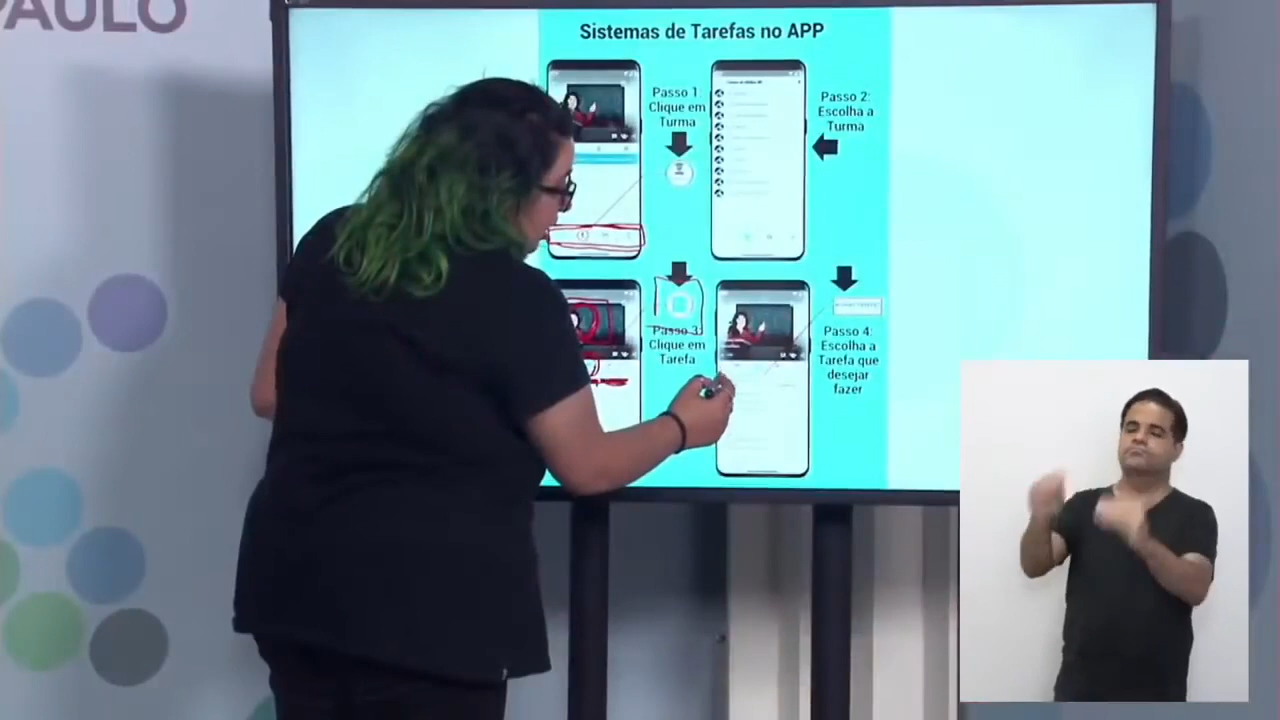 PAULO
Sistemas de Tarefas no APP
Passo 1:
Clique em
Turma
Passo 2:
Escolha a
Turma
Passo 3:
Clique em
Tarefa
Passo 4:
Escolha a
Tarefa que
desejar
fazer